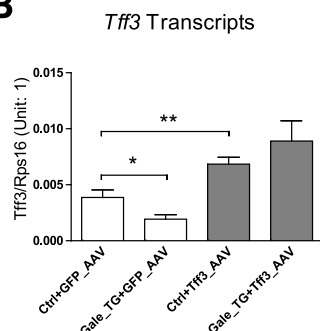 B
Tff3 Transcripts
Tff3/Rps16 (Unit: 1)
0.015
0.010
0.005
0.000
**
*
Ctrl+GFP_AAV
Gale_TG+GFP_AAV
Ctrl+Tff3_AAV
Gale_TG+Tff3_AAV